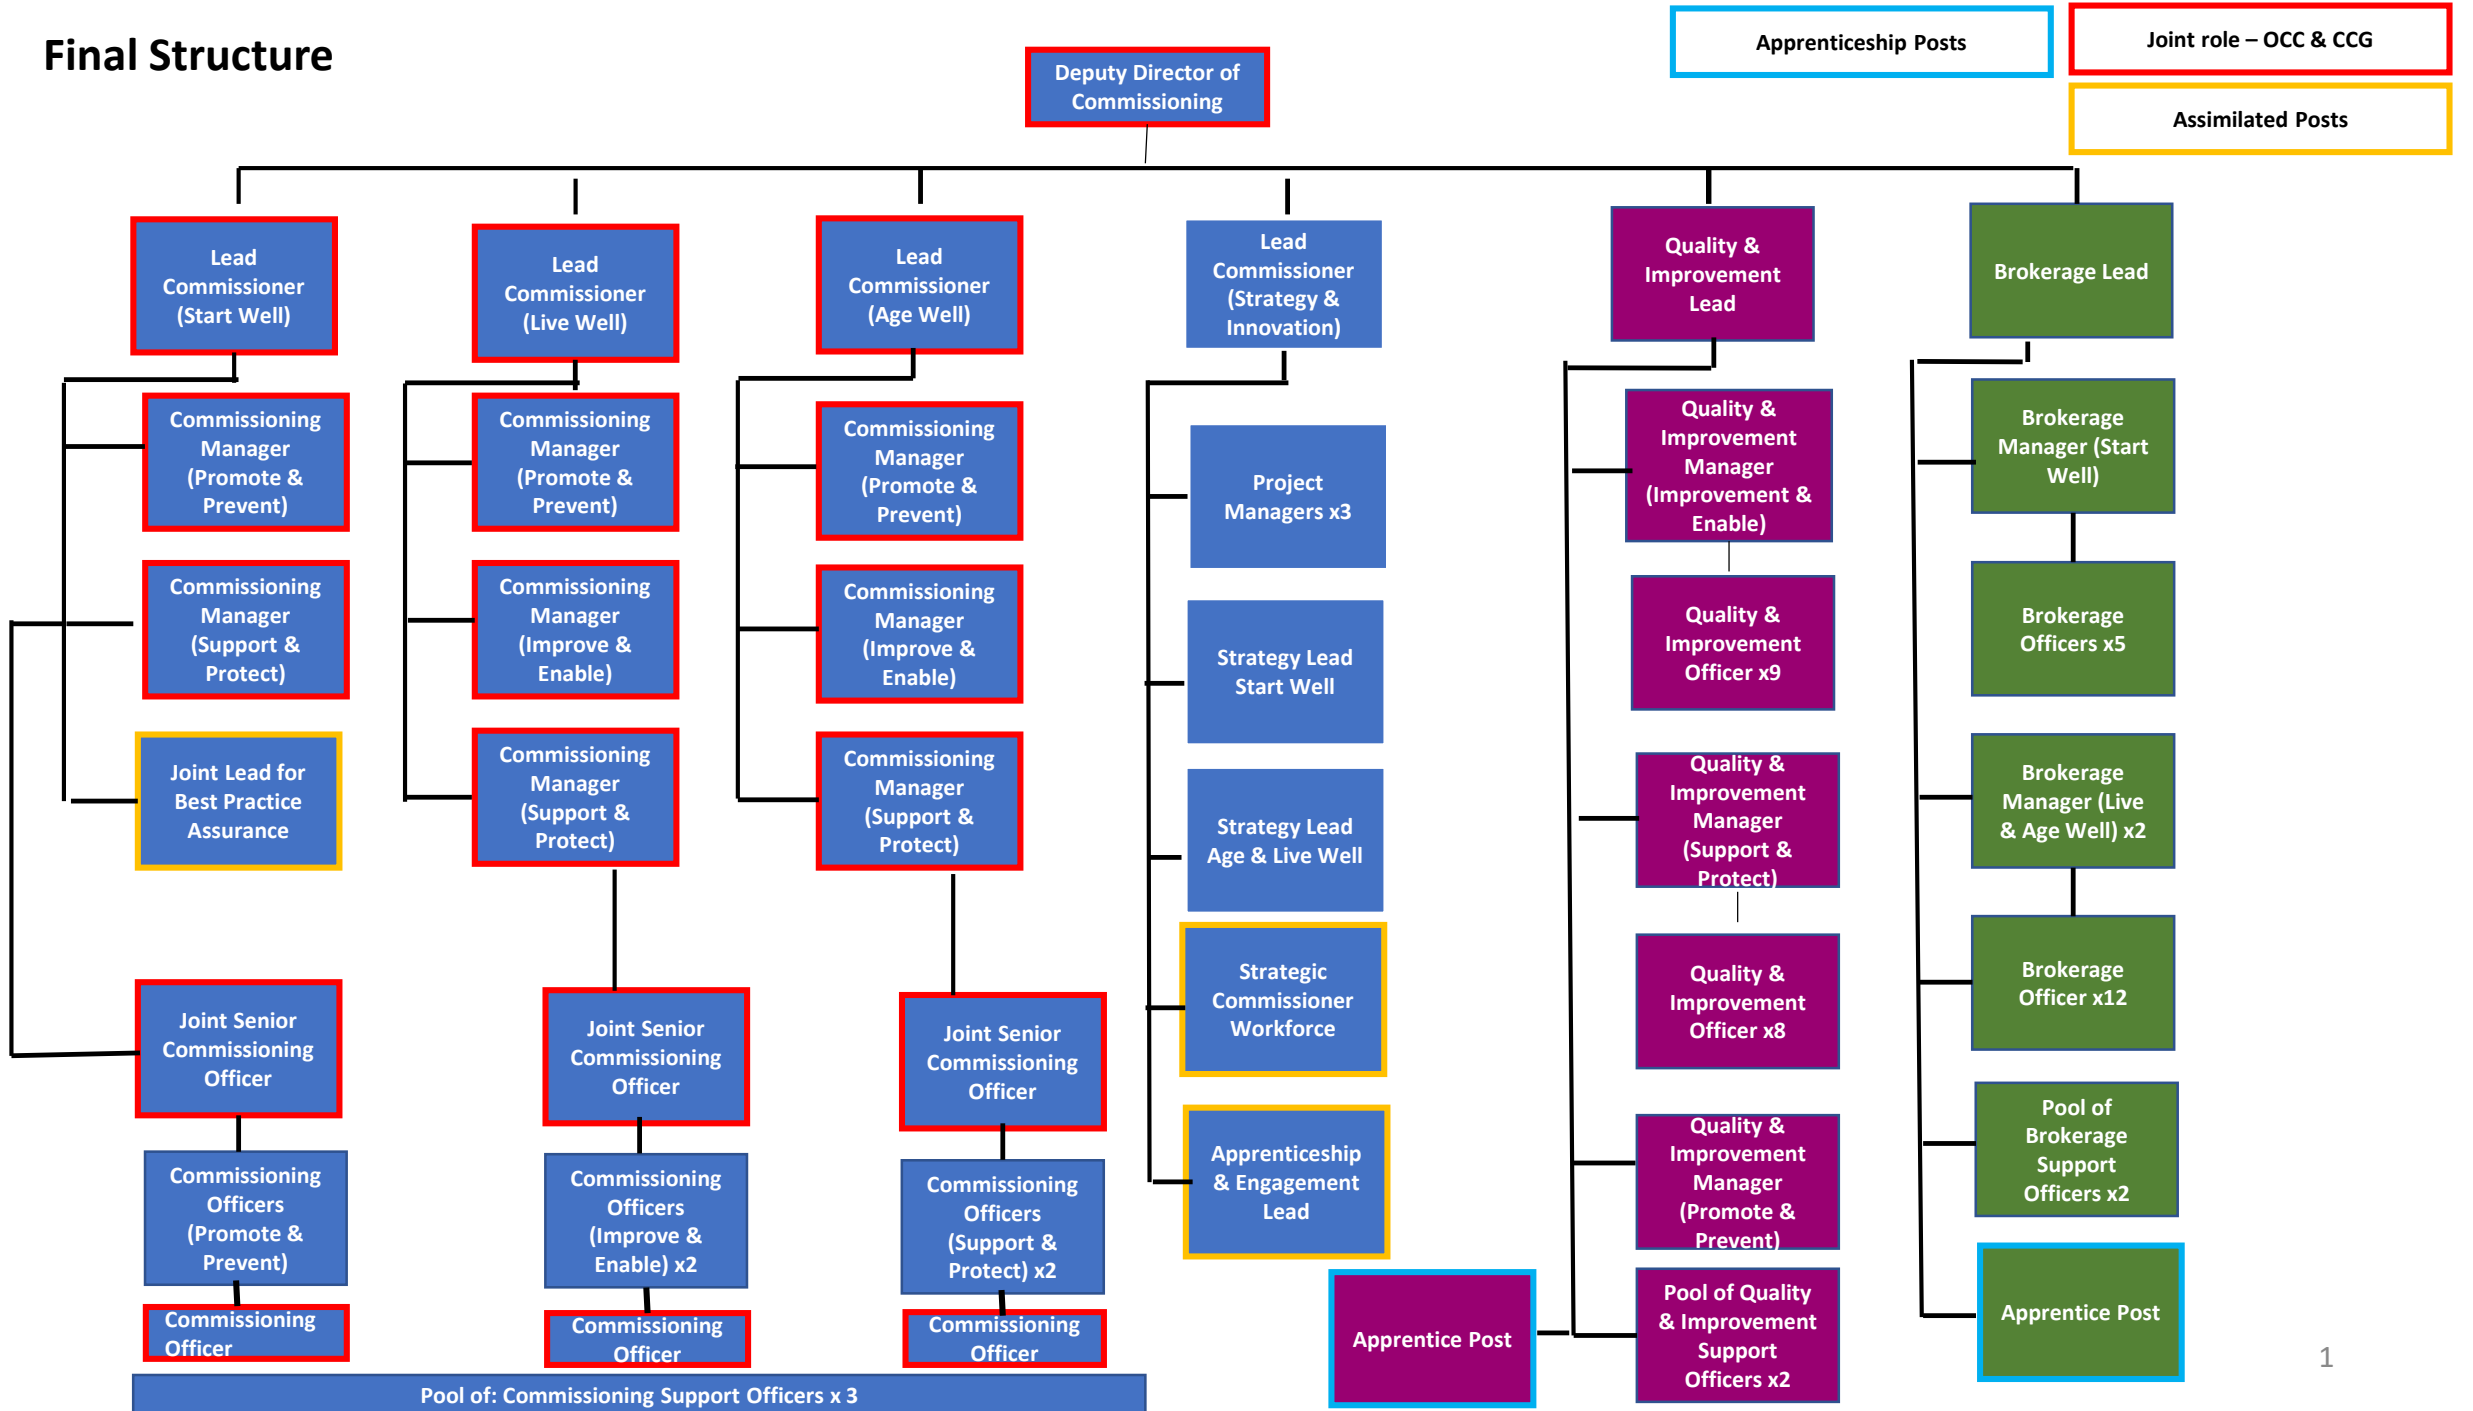 Final Structure
Apprenticeship Posts
Joint role – OCC & CCG
Assimilated Posts
Deputy Director of
Commissioning
Lead
Commissioner
(Start Well)
Commissioning
Manager
(Promote &
Prevent)
Commissioning
Manager
(Support &
Protect)
Joint Lead for
Best Practice
Assurance
Joint Senior
Commissioning
Officer
Commissioning
Officers
(Promote &
Prevent)
Commissioning
Officer
Lead
Commissioner
(Live Well)
Commissioning
Manager
(Promote &
Prevent)
Commissioning
Manager
(Improve &
Enable)
Commissioning
Manager
(Support &
Protect)
Joint Senior
Commissioning
Officer
Commissioning
Officers
(Improve &
Enable) x2
Commissioning
Officer
Lead
Commissioner
(Age Well)
Commissioning
Manager
(Promote &
Prevent)
Commissioning
Manager
(Improve &
Enable)
Commissioning
Manager
(Support &
Protect)
Joint Senior
Commissioning
Officer
Commissioning
Officers
(Support &
Protect) x2
Commissioning
Officer
Pool of: Commissioning Support Officers x 3
Lead
Commissioner
(Strategy &
Innovation)
Project
Managers x3
Strategy Lead
Start Well
Strategy Lead
Age & Live Well
Strategic
Commissioner
Workforce
Apprenticeship
& Engagement
Lead
Quality &
Improvement
Lead
Quality &
Improvement
Manager
(Improvement &
Enable)
Quality &
Improvement
Officer x9
Quality &
Improvement
Manager
(Support &
Protect)
Quality &
Improvement
Officer x8
Quality &
Improvement
Manager
(Promote &
Prevent)
Apprentice Post
Pool of Quality
& Improvement
Support
Officers x2
Brokerage Lead
Brokerage
Manager (Start
Well)
Brokerage
Officers x5
Brokerage
Manager (Live
& Age Well) x2
Brokerage
Officer x12
Pool of
Brokerage
Support
Officers x2
Apprentice Post
1